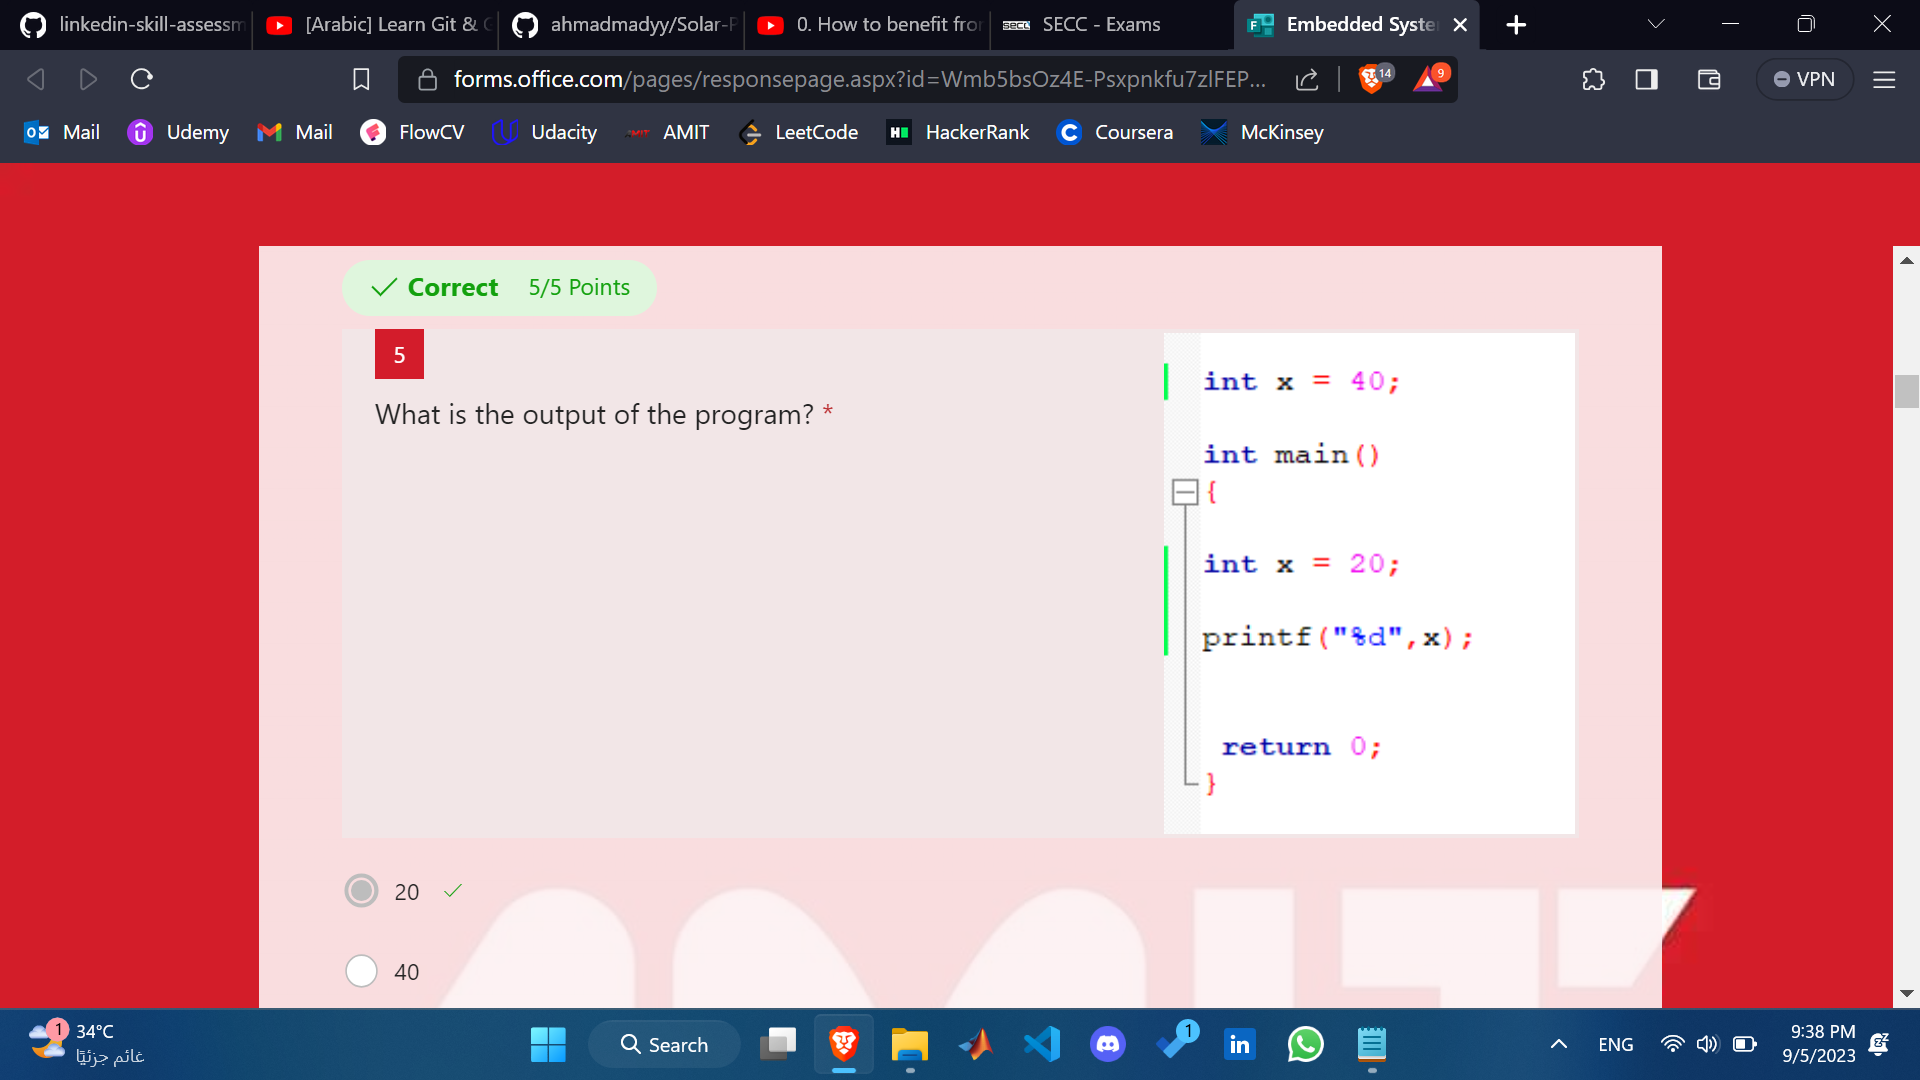 linkedin-skill-assessm
[Arabic] Learn Git & G
ahmadmadyy/Solar-P
0. How to benefit from
SECC - Exams
Embedded Syste
forms.office.com/pages/responsepage.aspx?id=Wmb5bsOz4E-Psxpnkfu7zlFEP...
14
9
VPN
Mail
Udemy
Mail
FlowCV
Udacity
AMIT
LeetCode
HackerRank
Coursera
McKinsey
Correct 5/5 Points
5
What is the output of the program? *
int x = 40;
int main()
{
int x = 20;
printf("%d",x);
return 0;
}
20
40
1
34°C
غائم جزئيًا
Search
1
ENG
9:38 PM
9/5/2023